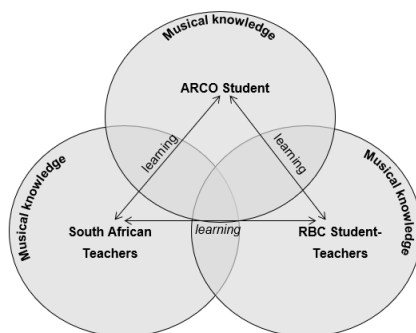 Musical knowledge
ARCO Student
learning
learning
Musical knowledge
Musical knowledge
South African
Teachers
learning
RBC Student-
Teachers